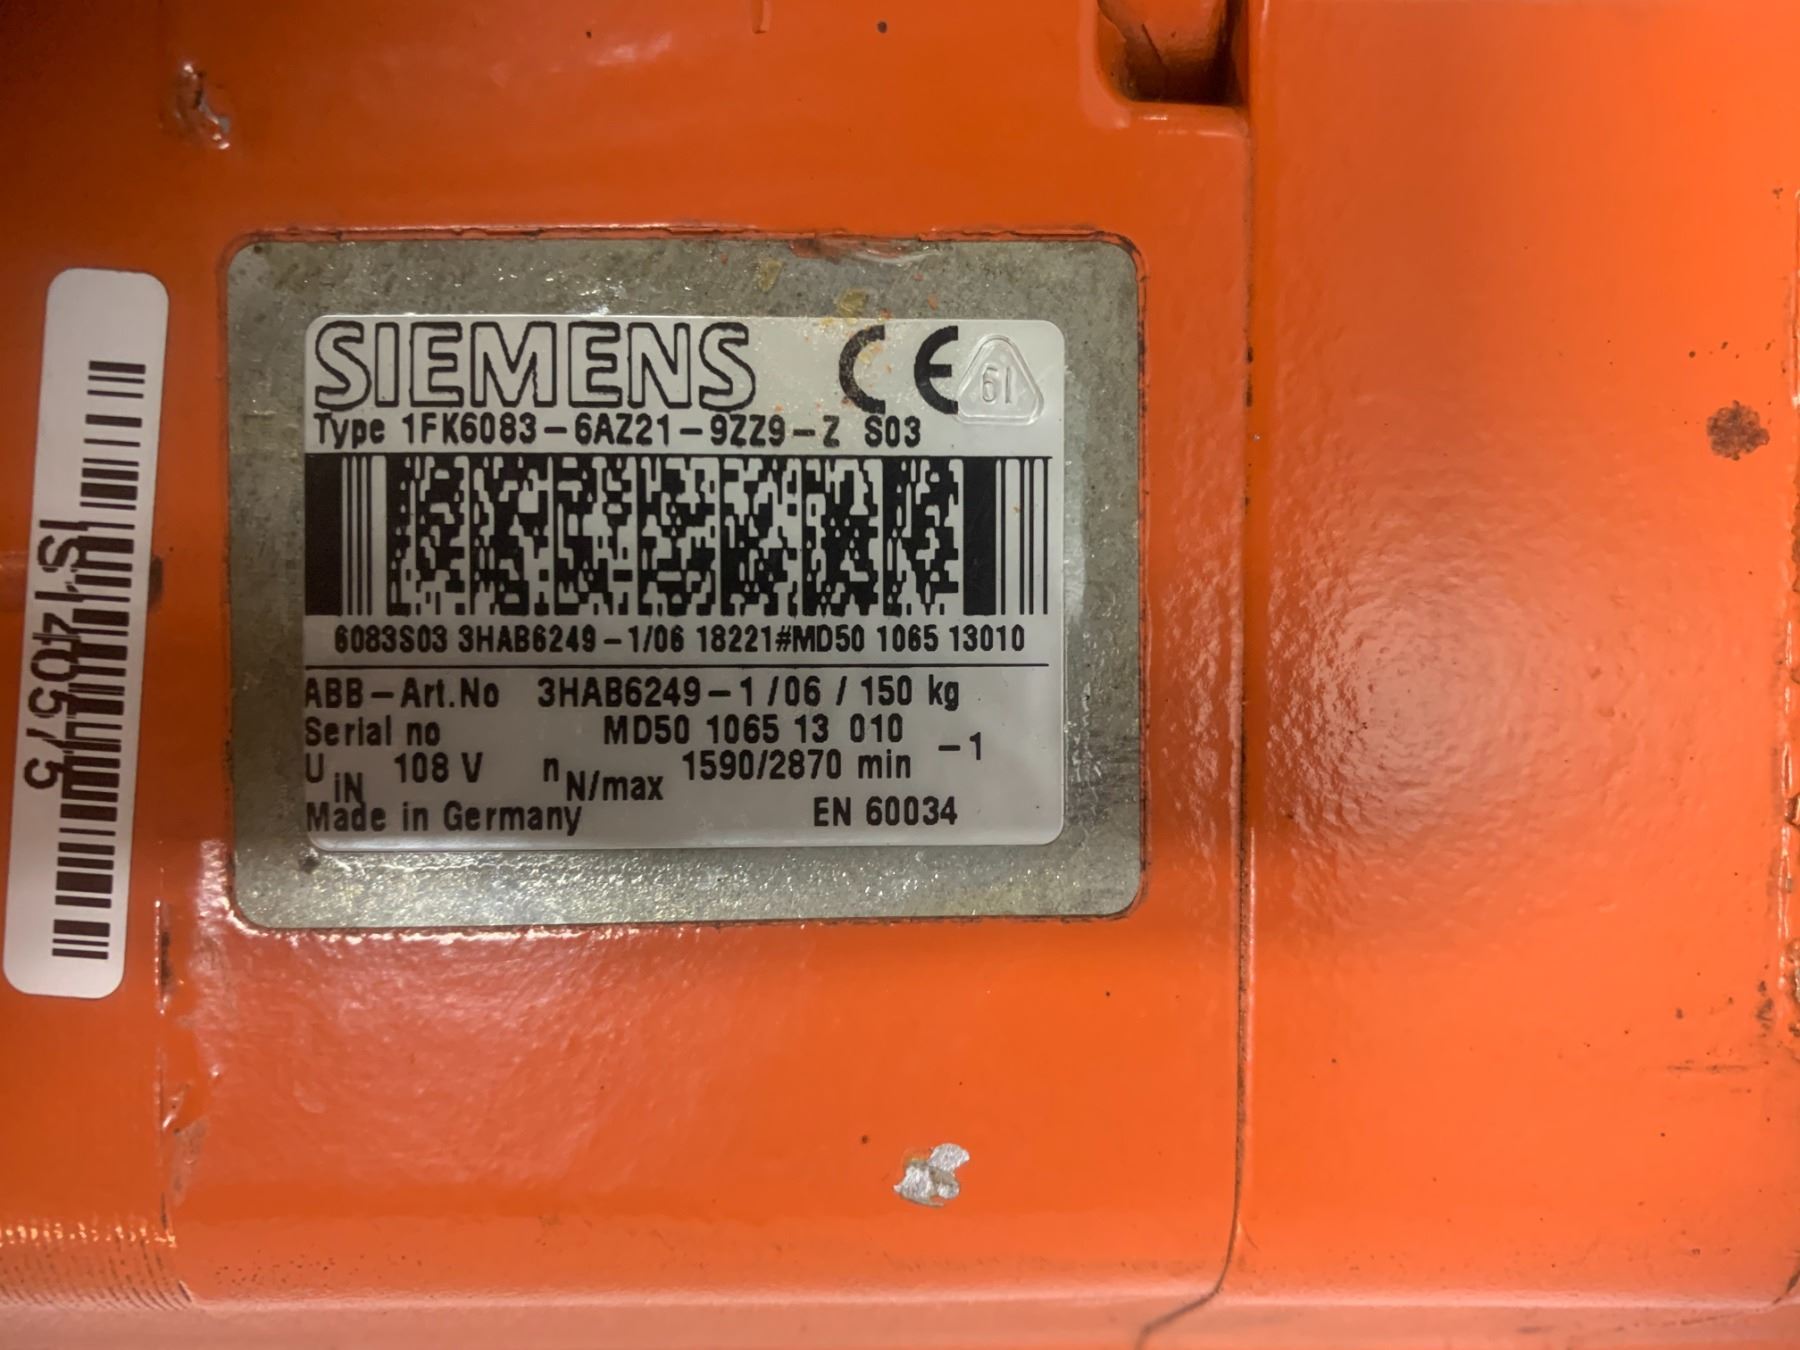 SIEMENS CE 61
Type 1FK6083-6AZ21-9ZZ9-Z S03
6083S03 3HAB6249-1/06 18221#MD50 1065 13010
ABB-Art.No 3HAB6249-1/06/150 kg
Serial no MD50 1065 13 010
U IN 108 V n N/max 1590/2870 min -1
Made in Germany EN 60034